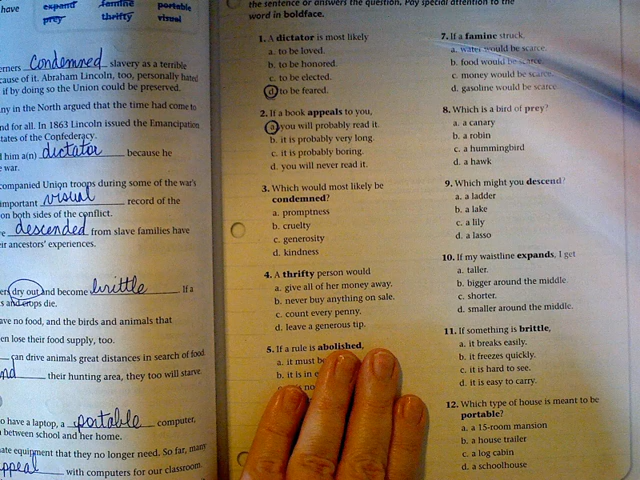 have expand famine portable
prey thrifty visual
erners condemned slavery as a terrible
cause of it. Abraham Lincoln, too, personally hated
if by doing so the Union could be preserved.
ny in the North argued that the time had come to
nd for all. In 1863 Lincoln issued the Emancipation
states of the Confederacy.
d him a(n) dictator because he
e war.
companied Union troops during some of the war's
important visual record of the
on both sides of the conflict.
e descended from slave families have
eir ancestors' experiences.
ers dry out and become brittle. If a
s and crops die.
ave no food, and the birds and animals that
en lose their food supply, too.
can drive animals great distances in search of food
nd their hunting area, they too will starve
o have a laptop, a portable computer,
between school and her home.
ate equipment that they no longer need. So far, many
ppeal with computers for our classroom.
the sentence or answers the question. Pay special attention to the
word in boldface.
1. A dictator is most likely
a. to be loved.
b. to be honored.
c. to be elected.
d. to be feared.
2. If a book appeals to you,
a. you will probably read it.
b. it is probably very long.
c. it is probably boring.
d. you will never read it.
3. Which would most likely be
condemned?
a. promptness
b. cruelty
c. generosity
d. kindness
4. A thrifty person would
a. give all of her money away.
b. never buy anything on sale.
c. count every penny.
d. leave a generous tip.
5. If a rule is abolished,
a. it must b
b. it is in e
no
7. If a famine struck,
a. water would be scarce.
b. food would be scarce.
c. money would be scarce.
d. gasoline would be scarce.
8. Which is a bird of prey?
a. a canary
b. a robin
c. a hummingbird
d. a hawk
9. Which might you descend?
a. a ladder
b. a lake
c. a lily
d. a lasso
10. If my waistline expands, I get
a. taller.
b. bigger around the middle.
c. shorter.
d. smaller around the middle.
11. If something is brittle,
a. it breaks easily.
b. it freezes quickly.
c. it is hard to see.
d. it is easy to carry.
12. Which type of house is meant to be
portable?
a. a 15-room mansion
b. a house trailer
c. a log cabin
d. a schoolhouse